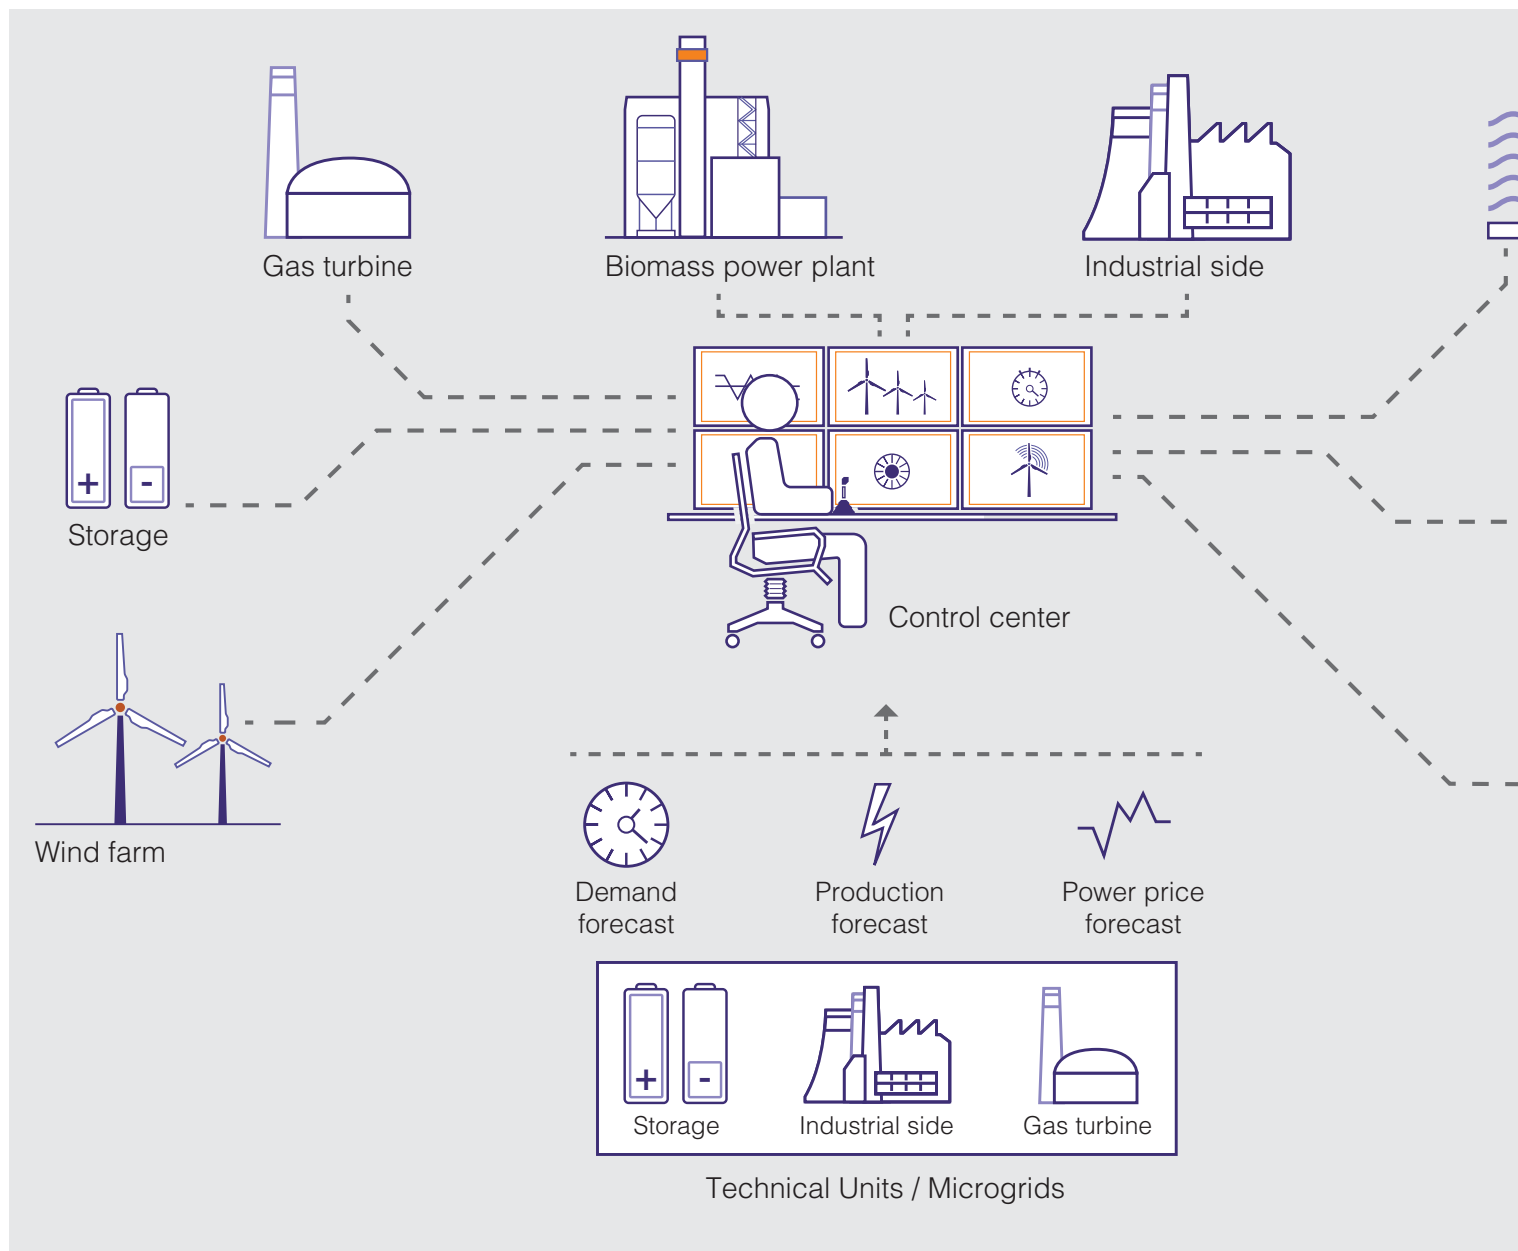 Gas turbine
Biomass power plant
Industrial side
+
-
Storage
Control center
Wind farm
Demand
forecast
Production
forecast
Power price
forecast
+
-
Storage
Industrial side
Gas turbine
Technical Units / Microgrids